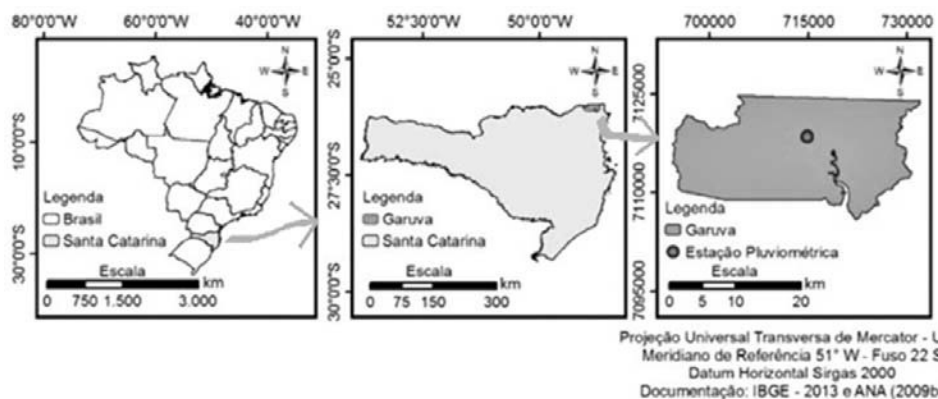 80°0'0"W 60°0'0"W 40°0'0"W
10°0'0"S
30°0'0"S
N
W E
S
Legenda
Brasil
Santa Catarina
Escala
km
0 750 1.500 3.000
52°30'0"W 50°0'0"W
25°0'0"S
27°30'0"S
30°0'0"S
N
W E
S
Legenda
Garuva
Santa Catarina
Escala
km
0 75 150 300
700000 715000 730000
7125000
7110000
7095000
N
W E
S
Legenda
Garuva
Estação Pluviométrica
Escala
km
0 5 10 20
Projeção Universal Transversa de Mercator - U
Meridiano de Referência 51° W - Fuso 22 S
Datum Horizontal Sirgas 2000
Documentação: IBGE - 2013 e ANA (2009b